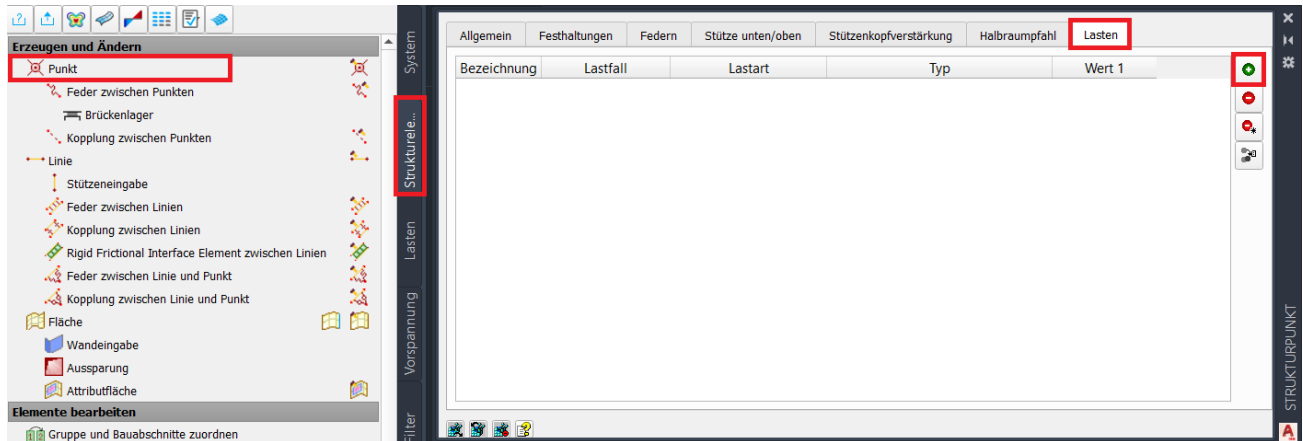 Erzeugen und Ändern
Punkt
Feder zwischen Punkten
Brückenlager
Kopplung zwischen Punkten
Linie
Stützeneingabe
Feder zwischen Linien
Kopplung zwischen Linien
Rigid Frictional Interface Element zwischen Linien
Feder zwischen Linie und Punkt
Kopplung zwischen Linie und Punkt
Fläche
Wandeingabe
Aussparung
Attributfläche
Elemente bearbeiten
Gruppe und Bauabschnitte zuordnen
System
Strukturele...
Lasten
Vorspannung
Filter
Allgemein Festhaltungen Federn Stütze unten/oben Stützenkopfverstärkung Halbraumpfahl Lasten
Bezeichnung Lastfall Lastart Typ Wert 1
STRUKTURPUNKT